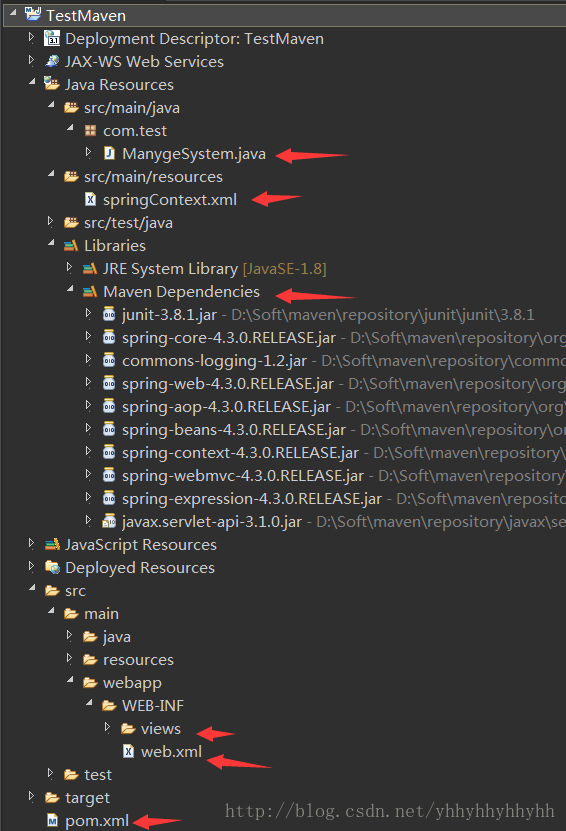 TestMaven
Deployment Descriptor: TestMaven
JAX-WS Web Services
Java Resources
src/main/java
com.test
ManygeSystem.java
src/main/resources
springContext.xml
src/test/java
Libraries
JRE System Library [JavaSE-1.8]
Maven Dependencies
junit-3.8.1.jar - D:\Soft\maven\repository\junit\junit\3.8.1
spring-core-4.3.0.RELEASE.jar - D:\Soft\maven\repository\org
commons-logging-1.2.jar - D:\Soft\maven\repository\commo
spring-web-4.3.0.RELEASE.jar - D:\Soft\maven\repository\org
spring-aop-4.3.0.RELEASE.jar - D:\Soft\maven\repository\org\
spring-beans-4.3.0.RELEASE.jar - D:\Soft\maven\repository\or
spring-context-4.3.0.RELEASE.jar - D:\Soft\maven\repository\
spring-webmvc-4.3.0.RELEASE.jar - D:\Soft\maven\repository\
spring-expression-4.3.0.RELEASE.jar - D:\Soft\maven\reposito
javax.servlet-api-3.1.0.jar - D:\Soft\maven\repository\javax\se
JavaScript Resources
Deployed Resources
src
main
java
resources
webapp
WEB-INF
views
web.xml
test
target
pom.xml
http://blog.csdn.net/yhhyhhyhhyhh